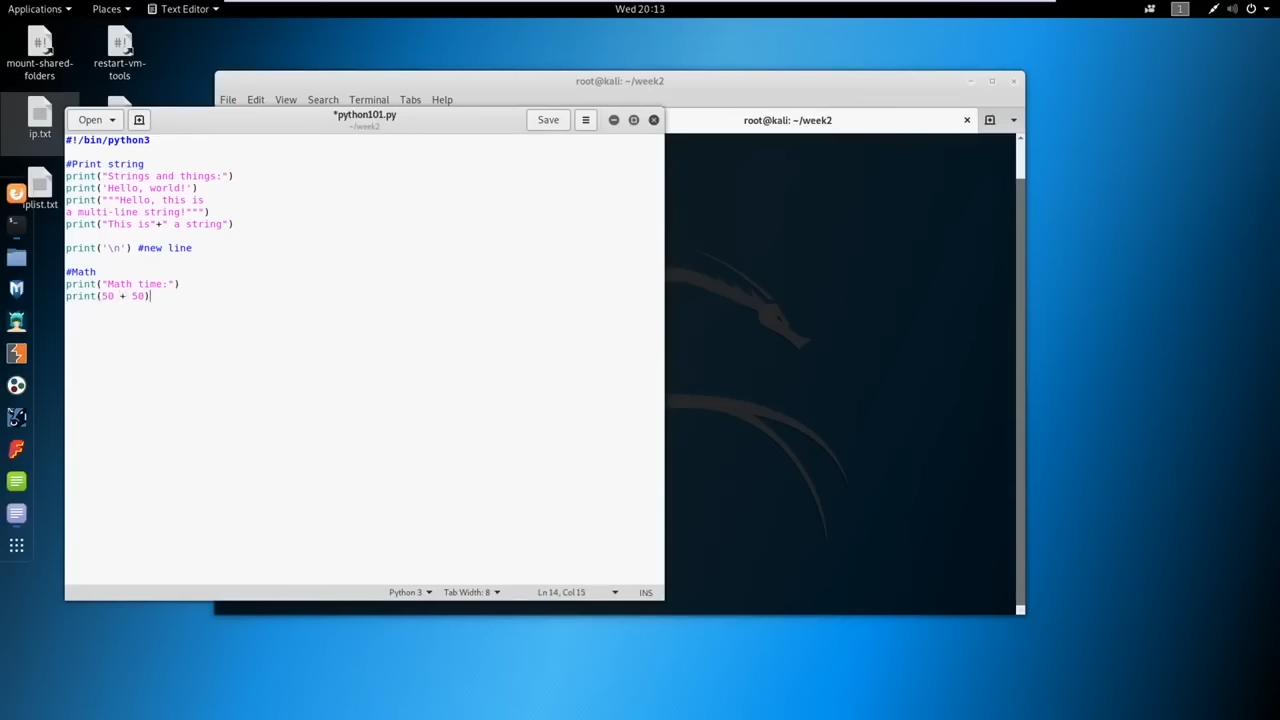 Applications Places Text Editor Wed 20:13 1
mount-shared-folders
restart-vm-tools
ip.txt
iplist.txt
root@kali: ~/week2
File Edit View Search Terminal Tabs Help
root@kali: ~/week2
Open *python101.py Save
~/week2
#!/bin/python3
#Print string
print("Strings and things:")
print('Hello, world!')
print("""Hello, this is
a multi-line string!""")
print("This is"+" a string")
print('\n') #new line
#Math
print("Math time:")
print(50 + 50)
Python 3 Tab Width: 8 Ln 14, Col 15 INS